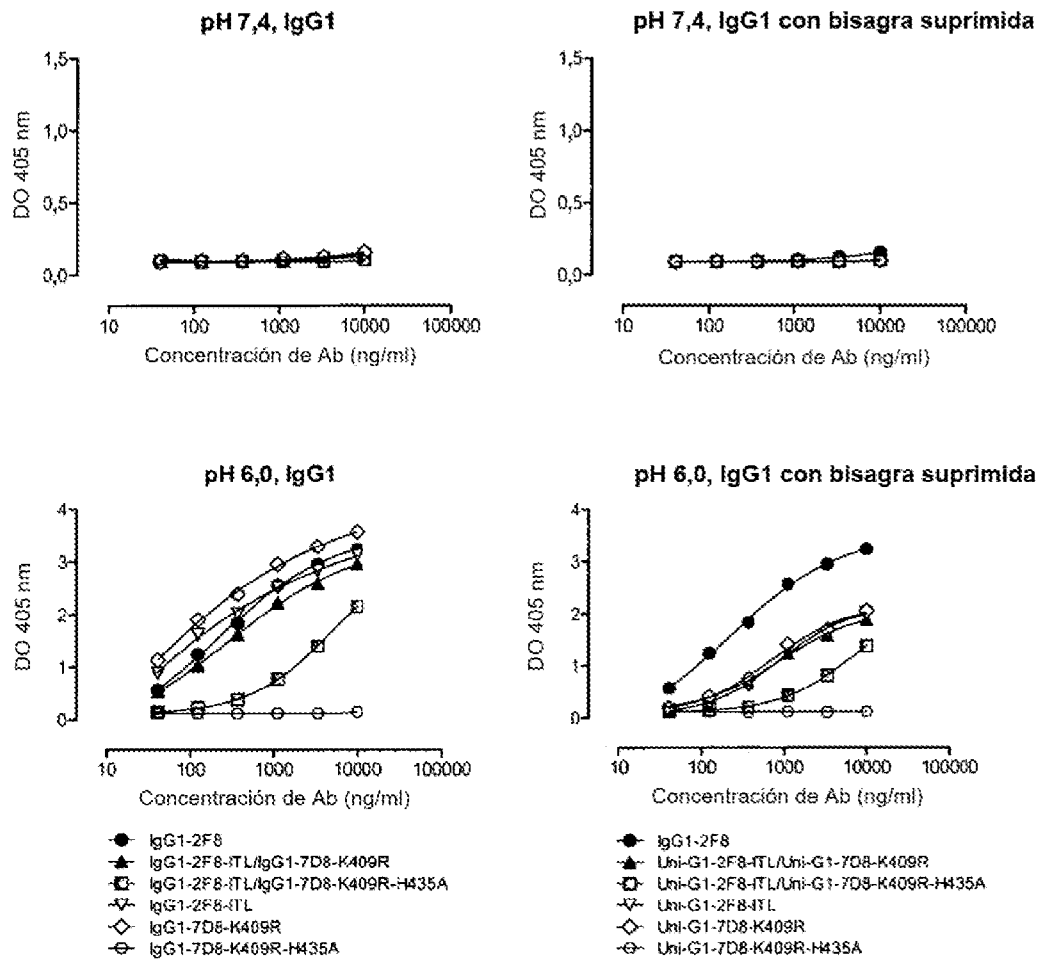 pH 7,4, IgG1
1,5
1,0
0,5
0,0
DO 405 nm
10 100 1000 10000 100000
Concentración de Ab (ng/ml)
pH 7,4, IgG1 con bisagra suprimida
1,5
1,0
0,5
0,0
DO 405 nm
10 100 1000 10000 100000
Concentración de Ab (ng/ml)
pH 6,0, IgG1
4
3
2
1
0
DO 405 nm
10 100 1000 10000 100000
Concentración de Ab (ng/ml)
IgG1-2F8
IgG1-2F8-ITL/IgG1-7D8-K409R
IgG1-2F8-ITL/IgG1-7D8-K409R-H435A
IgG1-2F8-ITL
IgG1-7D8-K409R
IgG1-7D8-K409R-H435A
pH 6,0, IgG1 con bisagra suprimida
4
3
2
1
0
DO 405 nm
10 100 1000 10000 100000
Concentración de Ab (ng/ml)
IgG1-2F8
Uni-G1-2F8-ITL/Uni-G1-7D8-K409R
Uni-G1-2F8-ITL/Uni-G1-7D8-K409R-H435A
Uni-G1-2F8-ITL
Uni-G1-7D8-K409R
Uni-G1-7D8-K409R-H435A